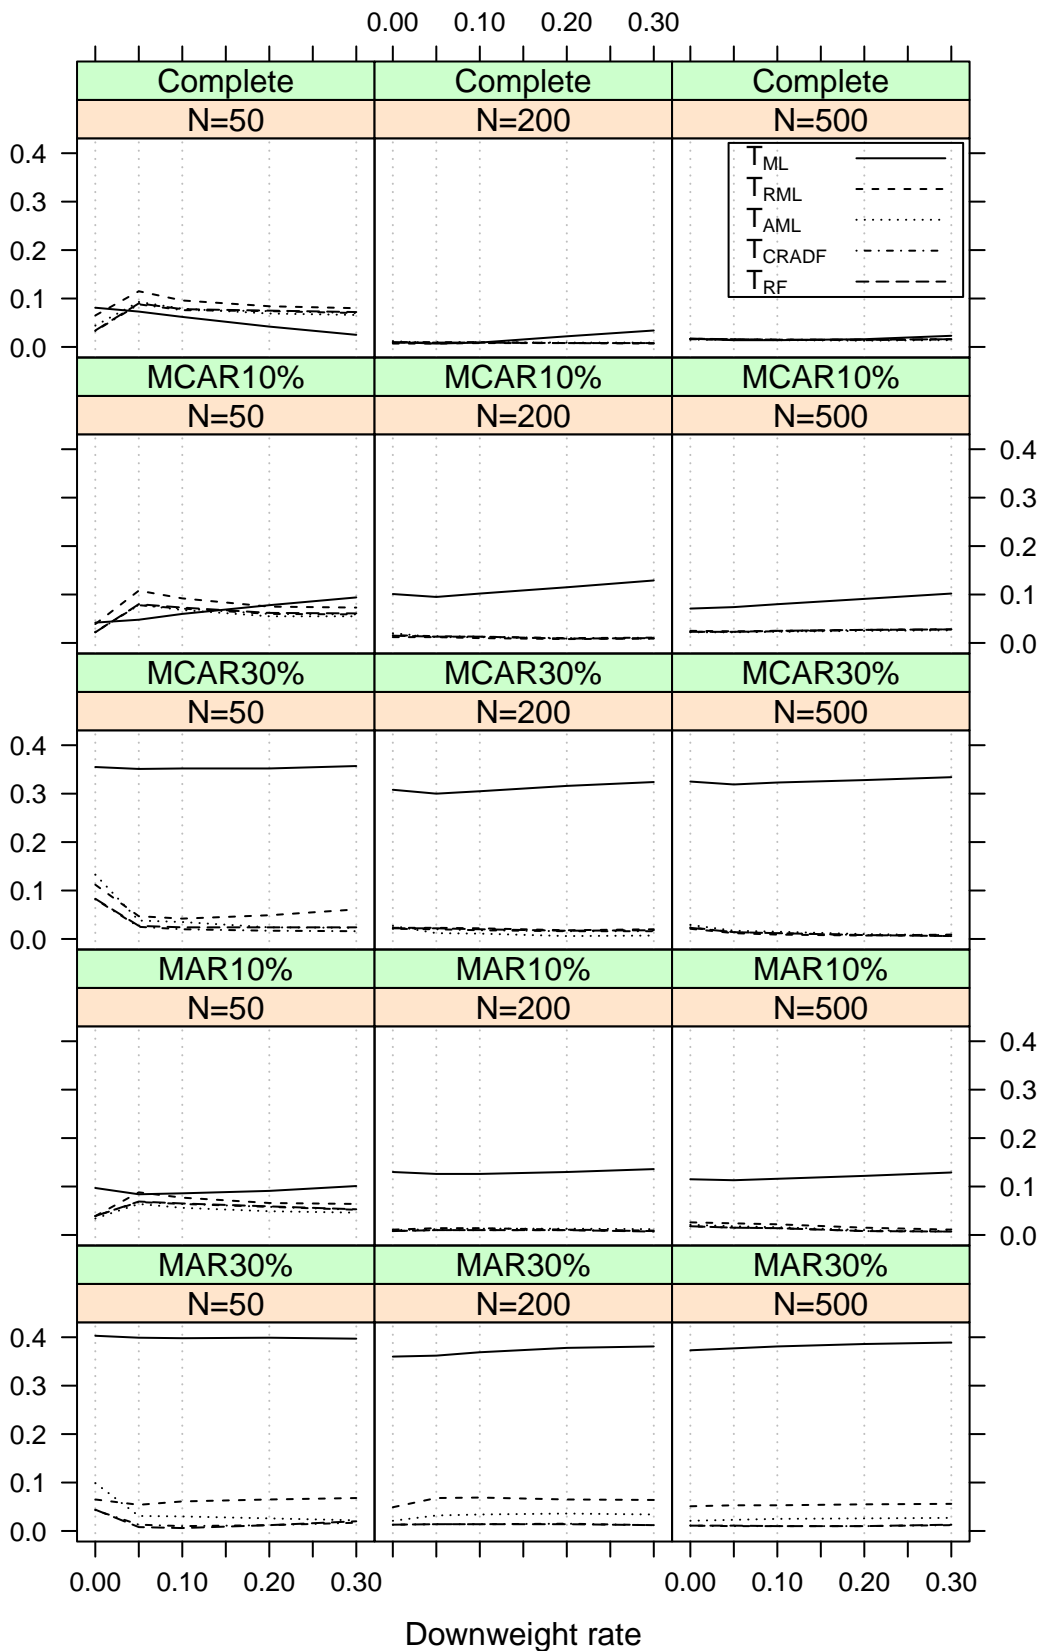 0.00 0.10 0.20 0.30
Complete Complete Complete
N=50 N=200 N=500
0.4
0.3
0.2
0.1
0.0
T_ML
T_RML
T_AML
T_CRADF
T_RF
MCAR10% MCAR10% MCAR10%
N=50 N=200 N=500
0.4
0.3
0.2
0.1
0.0
MCAR30% MCAR30% MCAR30%
N=50 N=200 N=500
0.4
0.3
0.2
0.1
0.0
MAR10% MAR10% MAR10%
N=50 N=200 N=500
0.4
0.3
0.2
0.1
0.0
MAR30% MAR30% MAR30%
N=50 N=200 N=500
0.4
0.3
0.2
0.1
0.0
0.00 0.10 0.20 0.30 0.00 0.10 0.20 0.30
Downweight rate